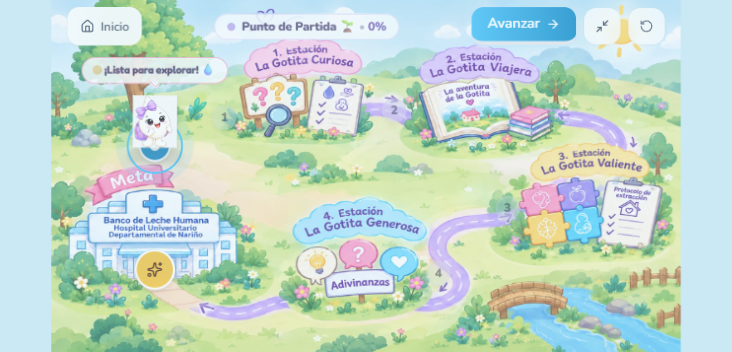 Inicio
Punto de Partida 🌱 • 0%
Avanzar →
¡Lista para explorar! 💧
1. Estación
La Gotita Curiosa
???
1
2
2. Estación
La Gotita Viajera
La aventura
de la Gotita
3. Estación
La Gotita Valiente
Protocolo de
extracción
3
Meta
Banco de Leche Humana
Hospital Universitario
Departamental de Nariño
4. Estación
La Gotita Generosa
?
Adivinanzas
4